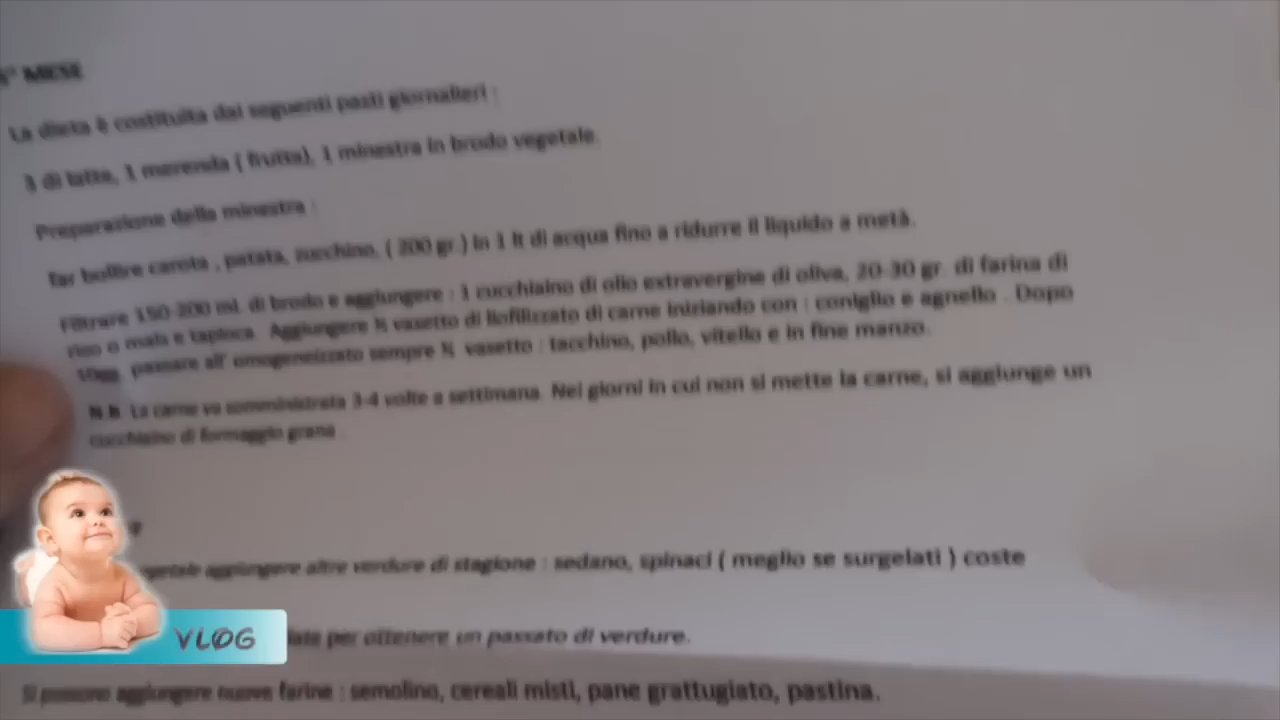 6° MESE
La dieta è costituita dai seguenti pasti giornalieri :
3 di latte, 1 merenda ( frutta), 1 minestra in brodo vegetale.
Preparazione della minestra :
far bollire carota , patata, zucchino, ( 200 gr.) in 1 lt di acqua fino a ridurre il liquido a metà.
Filtrare 150-200 ml. di brodo e aggiungere : 1 cucchiaino di olio extravergine di oliva, 20-30 gr. di farina di
riso o mais e tapioca. Aggiungere ½ vasetto di liofilizzato di carne iniziando con : coniglio e agnello . Dopo
10gg. passare all' omogeneizzato sempre ½ vasetto : tacchino, pollo, vitello e in fine manzo.
N.B. La carne va somministrata 3-4 volte a settimana. Nei giorni in cui non si mette la carne, si aggiunge un
cucchiaino di formaggio grana .
aggiungere altre verdure di stagione : sedano, spinaci ( meglio se surgelati ) coste
per ottenere un passato di verdure.
Si possono aggiungere nuove farine : semolino, cereali misti, pane grattugiato, pastina.
VLOG